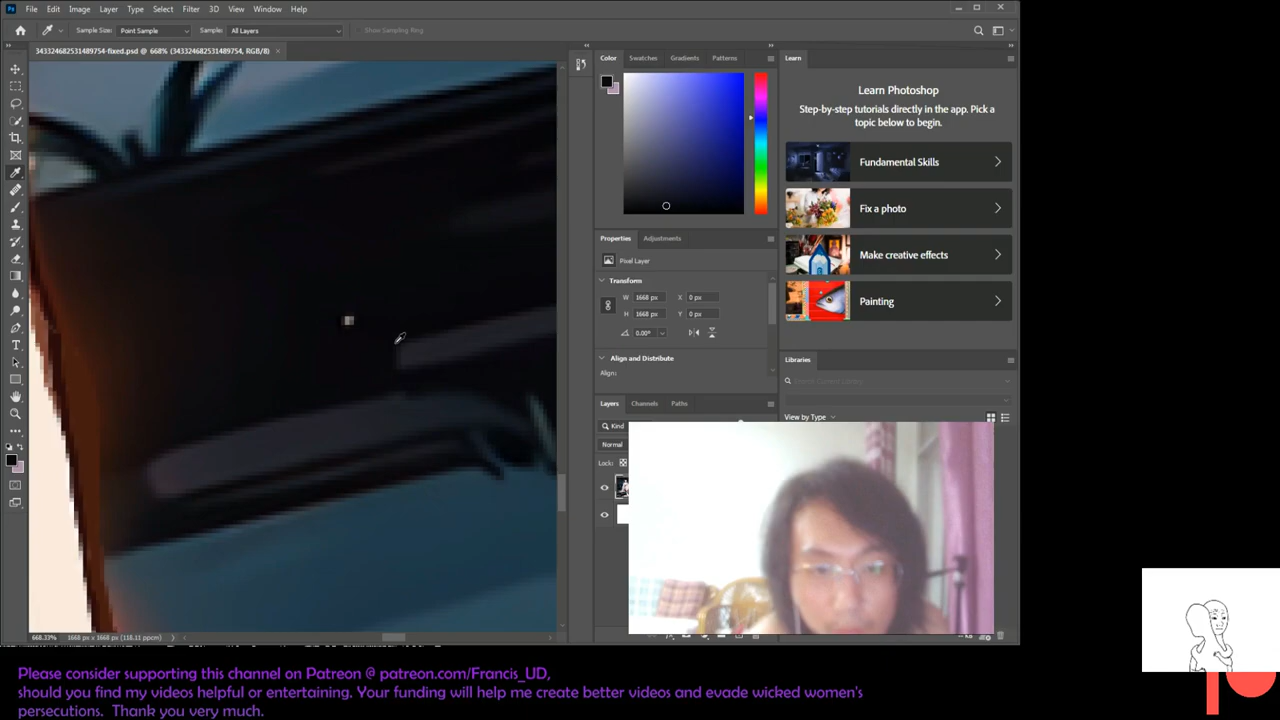 File Edit Image Layer Type Select Filter 3D View Window Help
Sample Size: Point Sample Sample: All Layers Show Sampling Ring
343324682531489754-fixed.psd @ 668% (343324682531489754, RGB/8)
Color Swatches Gradients Patterns
Learn
Learn Photoshop
Step-by-step tutorials directly in the app. Pick a topic below to begin.
Fundamental Skills
Fix a photo
Make creative effects
Painting
Properties Adjustments
Pixel Layer
Transform
W 1668 px X 0 px
H 1668 px Y 0 px
0.00°
Align and Distribute
Align:
Libraries
Search Current Library
View by Type
Layers Channels Paths
Kind
Normal
Lock:
668.33% 1668 px x 1668 px (118.11 ppcm)
Please consider supporting this channel on Patreon @ patreon.com/Francis_UD,
should you find my videos helpful or entertaining. Your funding will help me create better videos and evade wicked women's
persecutions. Thank you very much.